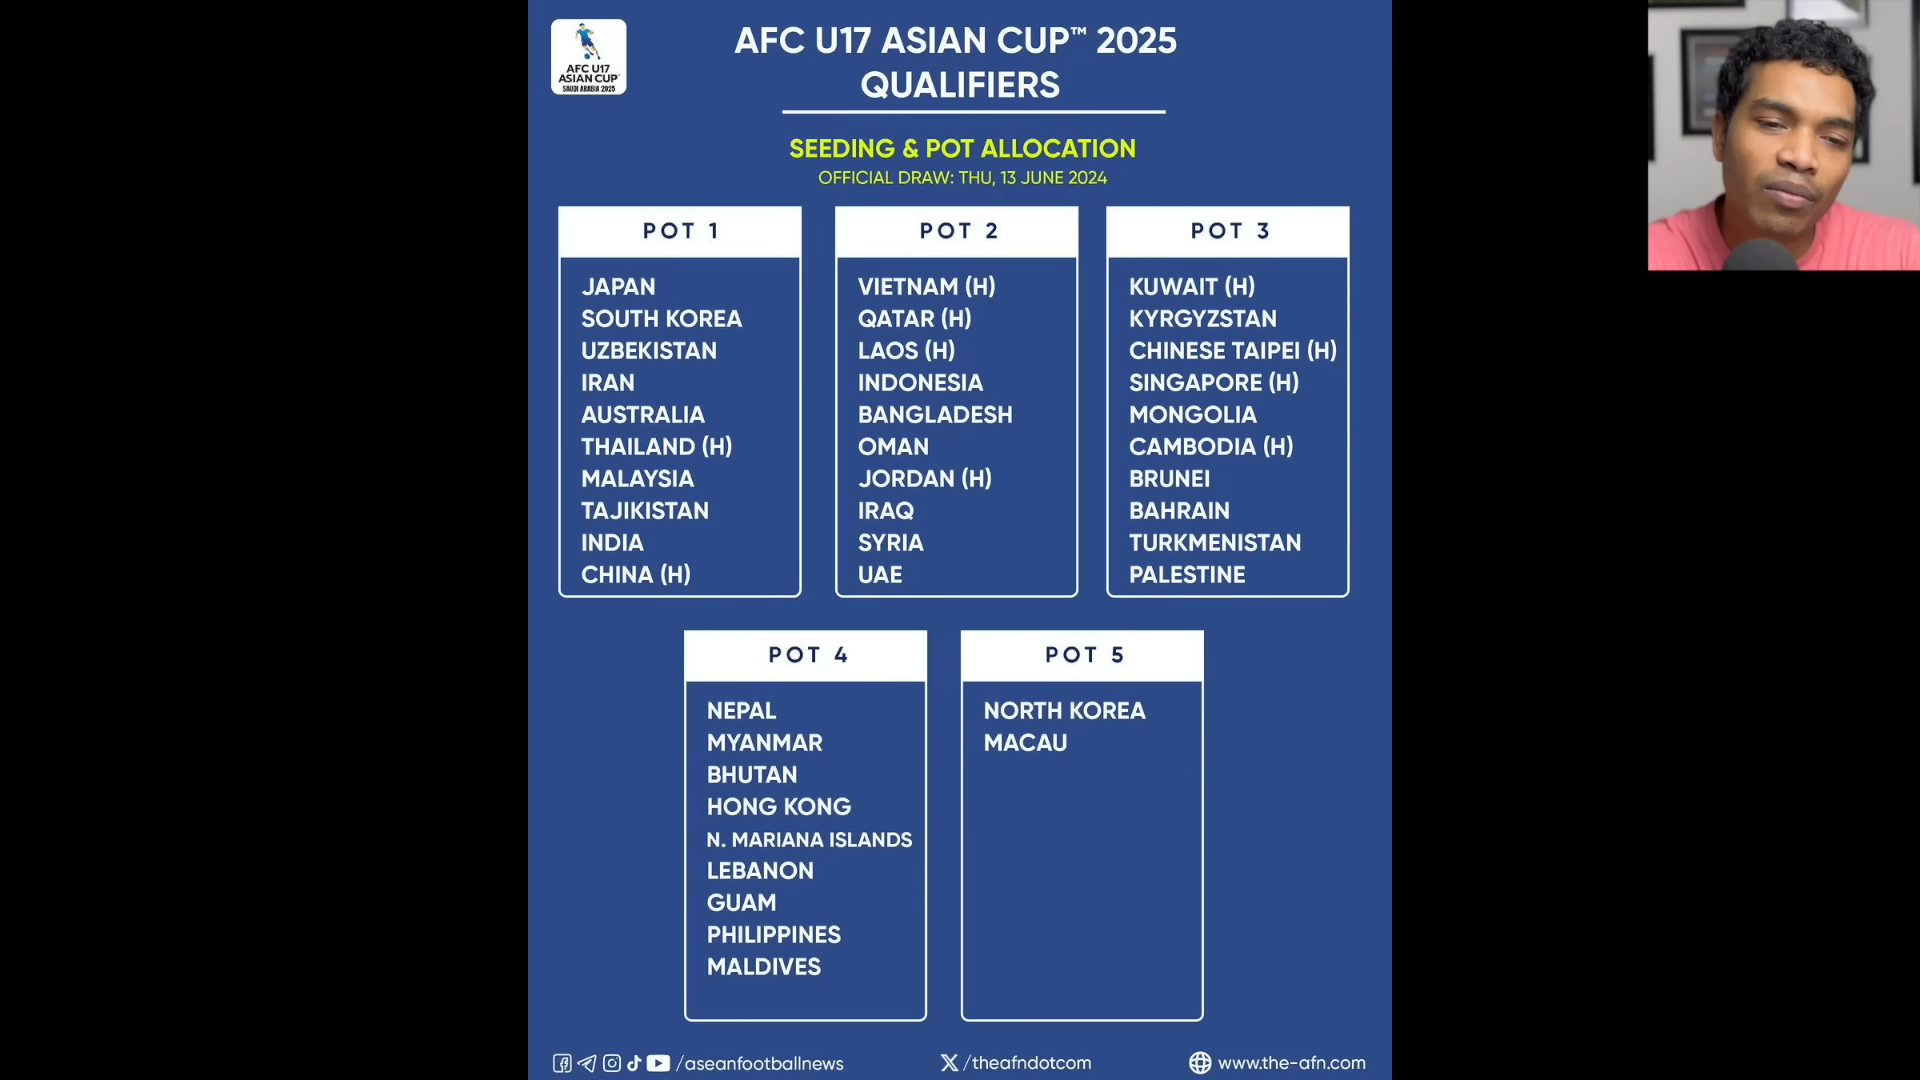 AFC U17
ASIAN CUP
SAUDI ARABIA 2025
AFC U17 ASIAN CUP™ 2025
QUALIFIERS
SEEDING & POT ALLOCATION
OFFICIAL DRAW: THU, 13 JUNE 2024
POT 1
JAPAN
SOUTH KOREA
UZBEKISTAN
IRAN
AUSTRALIA
THAILAND (H)
MALAYSIA
TAJIKISTAN
INDIA
CHINA (H)
POT 2
VIETNAM (H)
QATAR (H)
LAOS (H)
INDONESIA
BANGLADESH
OMAN
JORDAN (H)
IRAQ
SYRIA
UAE
POT 3
KUWAIT (H)
KYRGYZSTAN
CHINESE TAIPEI (H)
SINGAPORE (H)
MONGOLIA
CAMBODIA (H)
BRUNEI
BAHRAIN
TURKMENISTAN
PALESTINE
POT 4
NEPAL
MYANMAR
BHUTAN
HONG KONG
N. MARIANA ISLANDS
LEBANON
GUAM
PHILIPPINES
MALDIVES
POT 5
NORTH KOREA
MACAU
/aseanfootballnews
/theafndotcom
www.the-afn.com